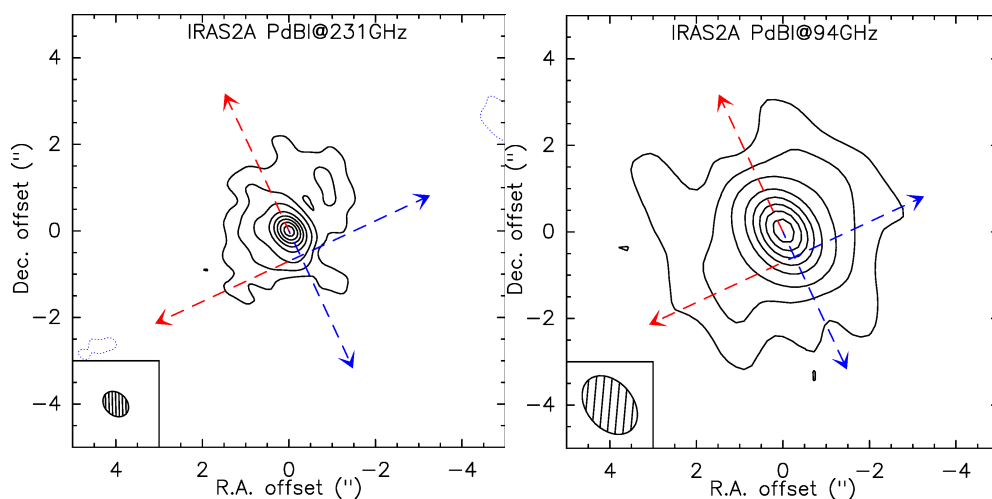 IRAS2A PdBI@231GHz
IRAS2A PdBI@94GHz
Dec. offset (")
4
2
0
−2
−4
4 2 0 −2 −4
R.A. offset (")
Dec. offset (")
4
2
0
−2
−4
4 2 0 −2 −4
R.A. offset (")